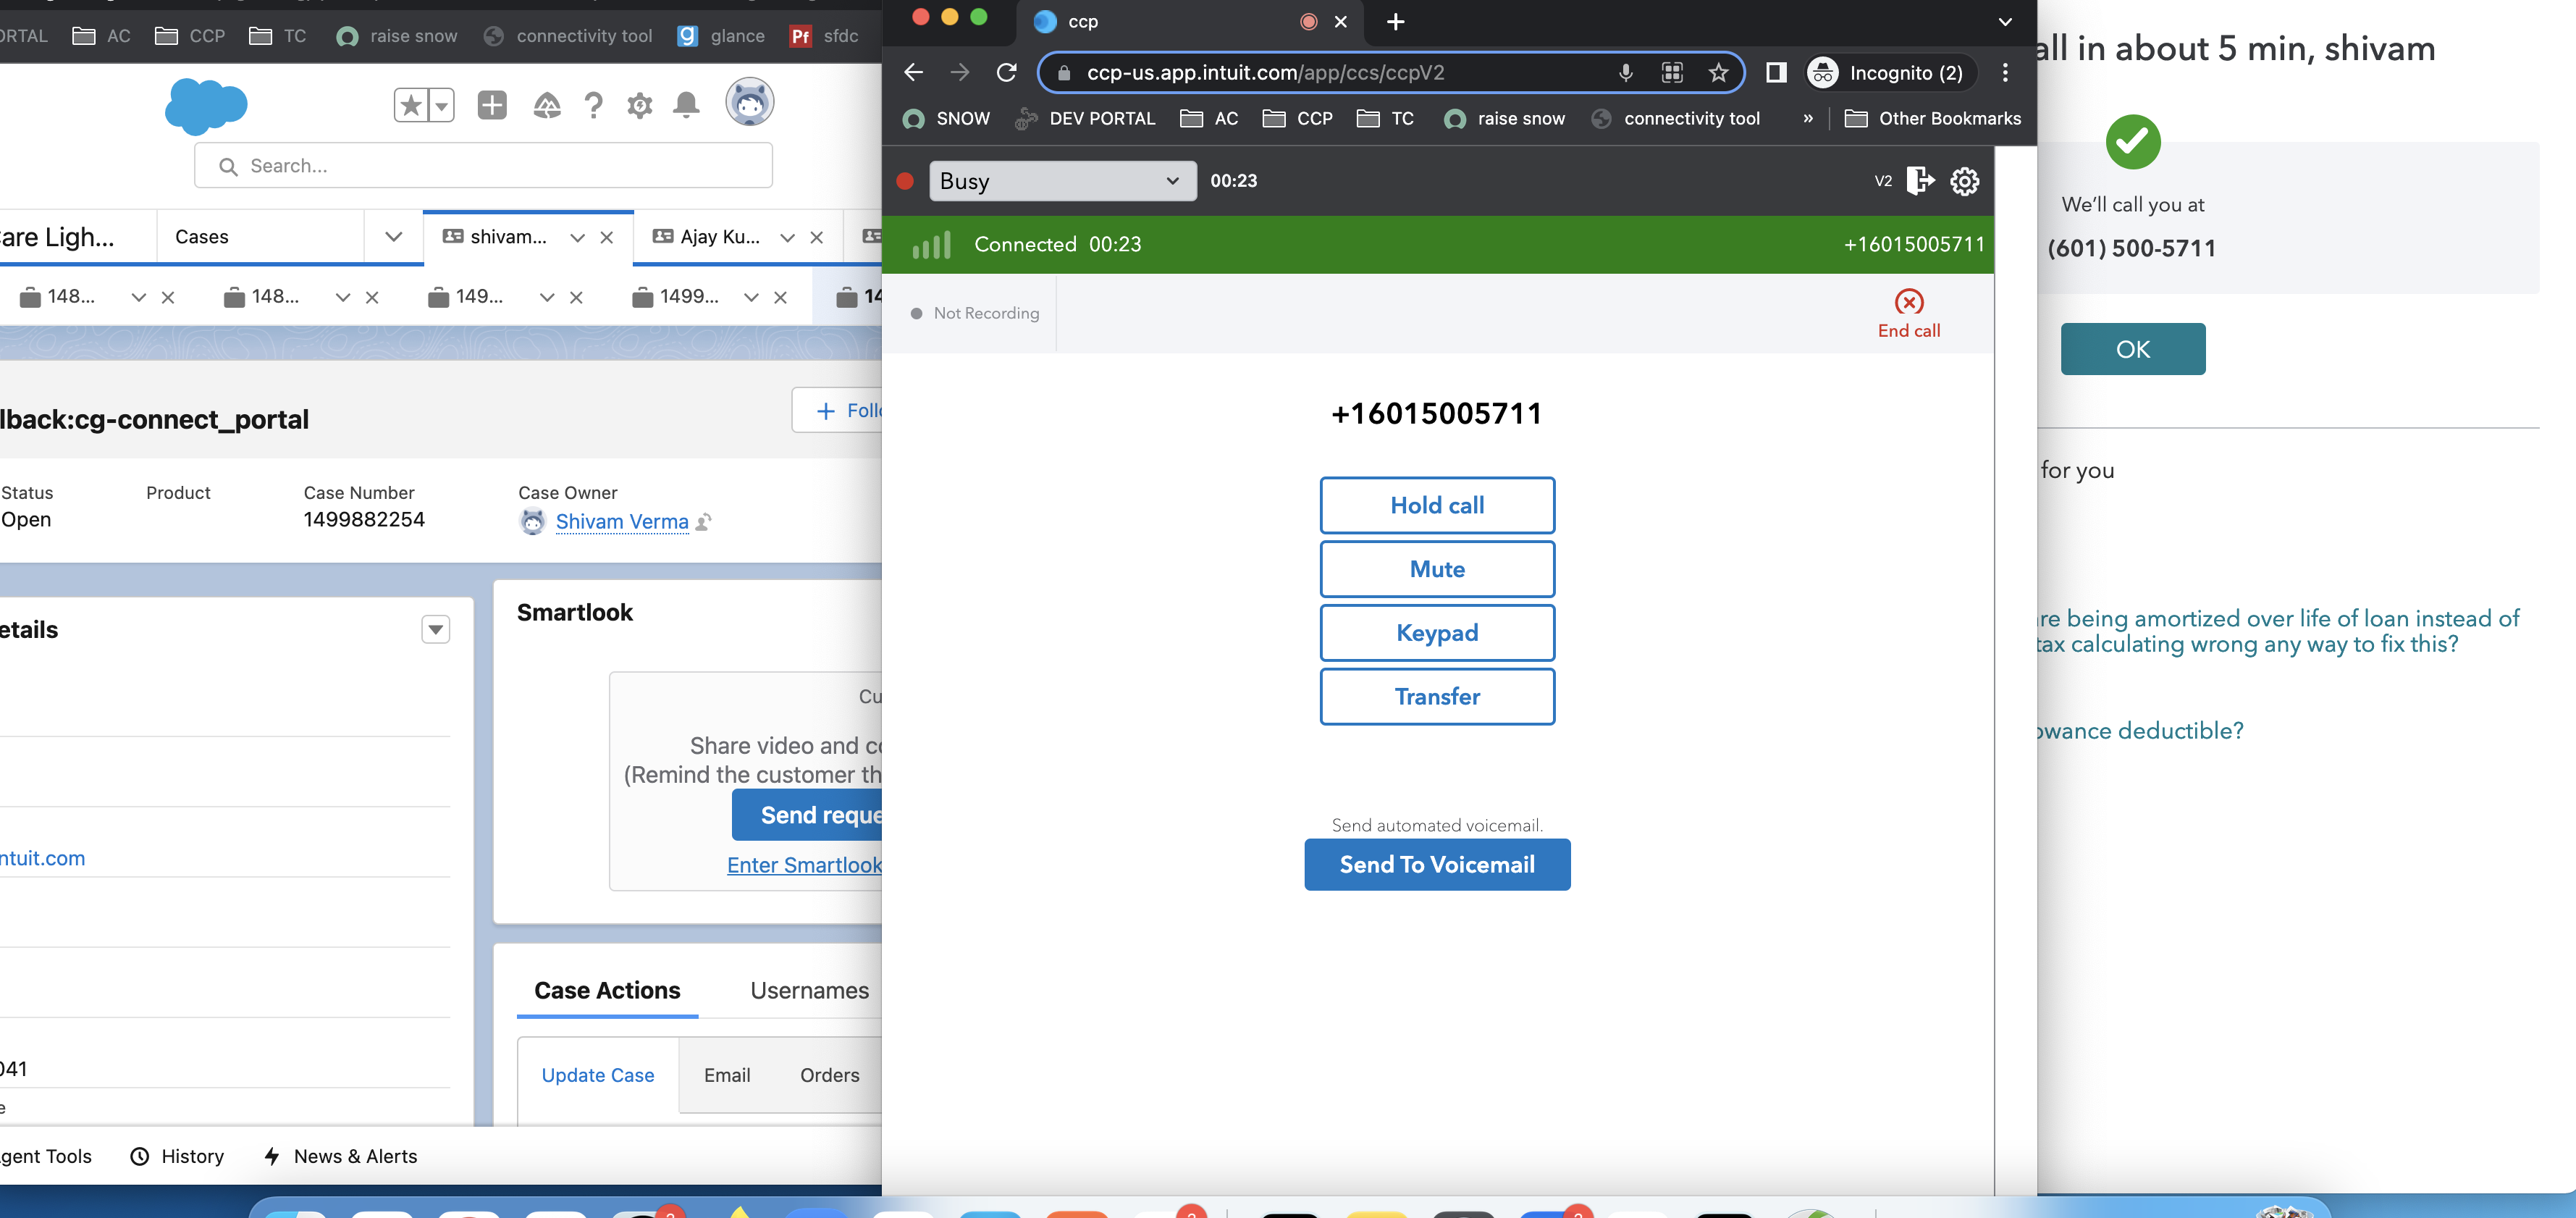 ORTAL AC CCP TC raise snow connectivity tool glance Pf sfdc
Search...
are Ligh... Cases shivam... Ajay Ku...
148... 148... 149... 1499... 14
lback:cg-connect_portal
Foll
Status Product Case Number Case Owner
Open 1499882254 Shivam Verma
etails
ntuit.com
041
e
Smartlook
Cu
Share video and co
(Remind the customer th
Send reque
Enter Smartlook
Case Actions Usernames
Update Case Email Orders
gent Tools History News & Alerts
ccp
ccp-us.app.intuit.com/app/ccs/ccpV2 Incognito (2)
SNOW DEV PORTAL AC CCP TC raise snow connectivity tool » Other Bookmarks
Busy 00:23 V2
Connected 00:23 +16015005711
Not Recording End call
+16015005711
Hold call
Mute
Keypad
Transfer
Send automated voicemail.
Send To Voicemail
all in about 5 min, shivam
We'll call you at
(601) 500-5711
OK
for you
re being amortized over life of loan instead of
tax calculating wrong any way to fix this?
owance deductible?